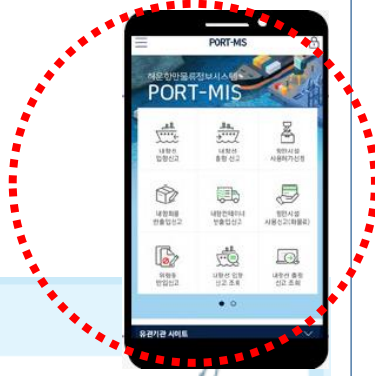 PORT-MIS
해운항만물류정보시스템
PORT-MIS
내항선
입항신고
내항선
출항 신고
항만시설
사용허가신청
내항화물
반출입신고
내항컨테이너
반출입신고
항만시설
사용신고(화물료)
위험물
반입신고
내항선 입항
신고 조회
내항선 출항
신고 조회
유관기관 사이트